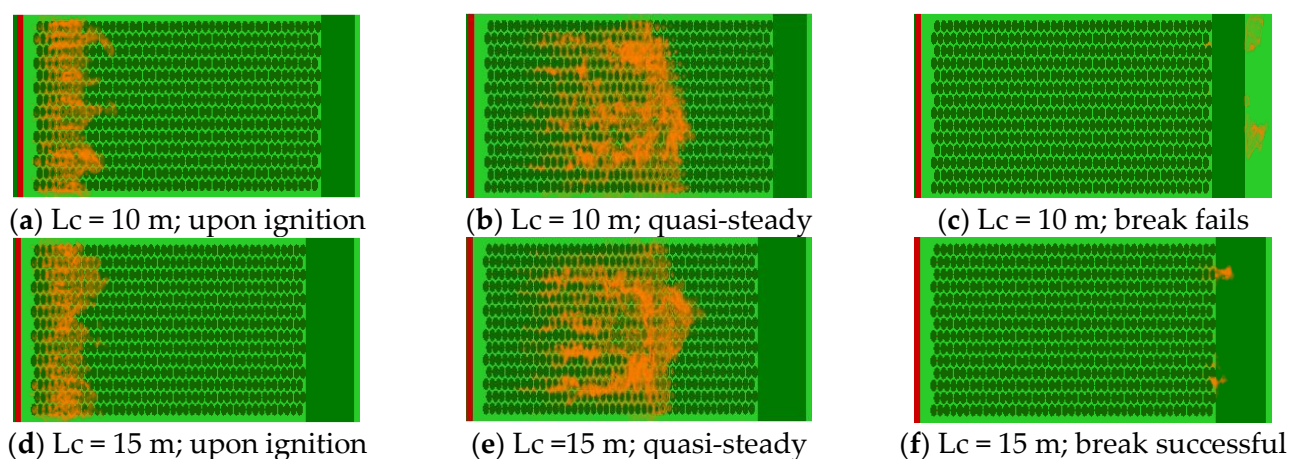 (a) Lc = 10 m; upon ignition
(b) Lc = 10 m; quasi-steady
(c) Lc = 10 m; break fails
(d) Lc = 15 m; upon ignition
(e) Lc =15 m; quasi-steady
(f) Lc = 15 m; break successful